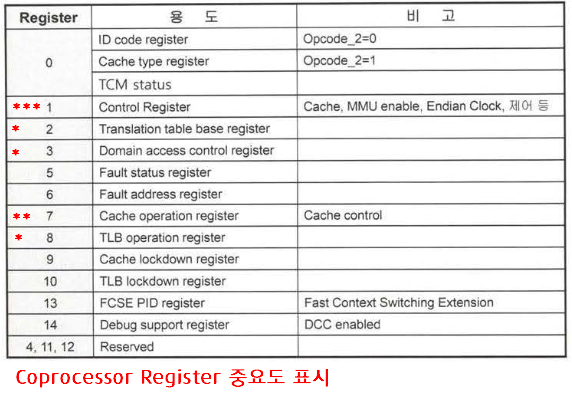 Register 용 도 비 고
0 ID code register Opcode_2=0
Cache type register Opcode_2=1
TCM status
*** 1 Control Register Cache, MMU enable, Endian Clock, 제어 등
* 2 Translation table base register
* 3 Domain access control register
5 Fault status register
6 Fault address register
** 7 Cache operation register Cache control
* 8 TLB operation register
9 Cache lockdown register
10 TLB lockdown register
13 FCSE PID register Fast Context Switching Extension
14 Debug support register DCC enabled
4, 11, 12 Reserved
Coprocessor Register 중요도 표시